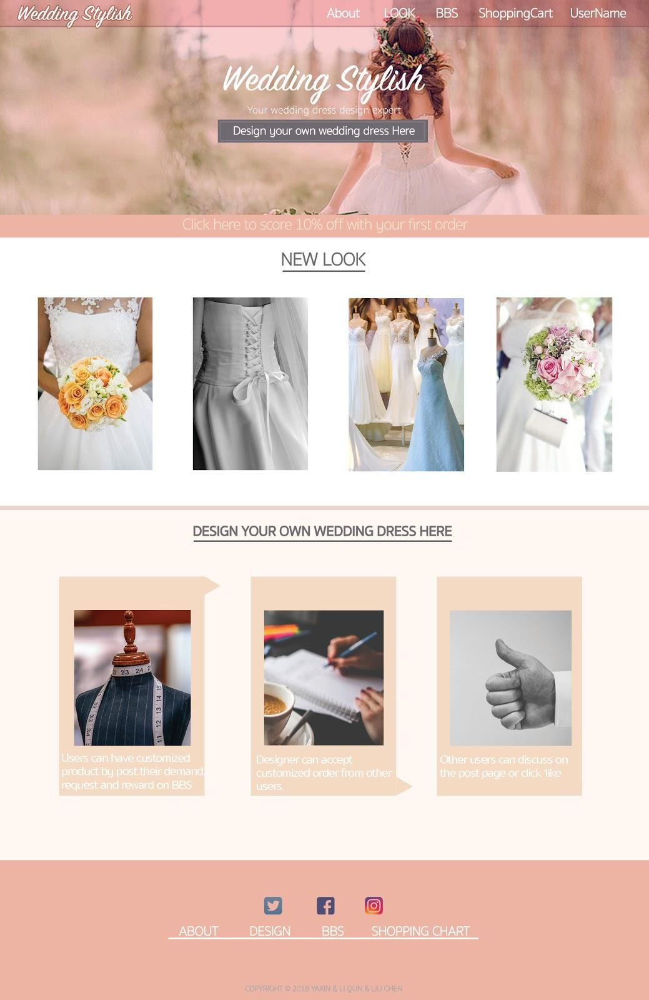 Wedding Stylish
About LOOK BBS ShoppingCart UserName
Wedding Stylish
Your wedding dress design expert
Design your own wedding dress Here
Click here to score 10% off with your first order
NEW LOOK
DESIGN YOUR OWN WEDDING DRESS HERE
Users can have customized
product by post their demand,
request and reward on BBS
Designer can accept
customized order from other
users.
Other users can discuss on
the post page or click 'like
ABOUT DESIGN BBS SHOPPING CHART
COPYRIGHT © 2018 YAXIN & LI QUN & LIU CHEN